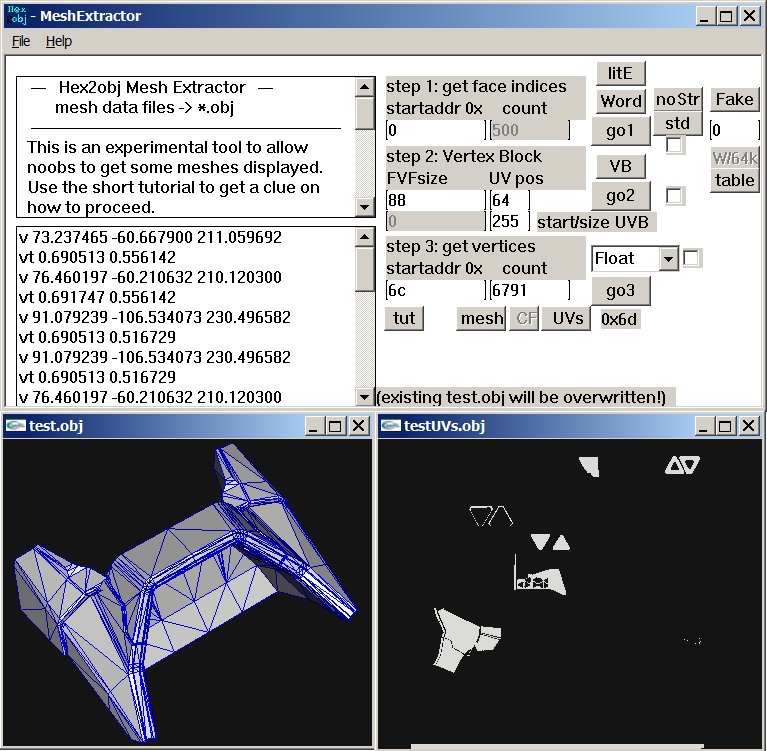 Hex
obj - MeshExtractor
File Help
— Hex2obj Mesh Extractor —
mesh data files -> *.obj
This is an experimental tool to allow
noobs to get some meshes displayed.
Use the short tutorial to get a clue on
how to proceed.
v 73.237465 -60.667900 211.059692
vt 0.690513 0.556142
v 76.460197 -60.210632 210.120300
vt 0.691747 0.556142
v 91.079239 -106.534073 230.496582
vt 0.690513 0.516729
v 91.079239 -106.534073 230.496582
vt 0.690513 0.516729
v 76.460197 -60.210632 210.120300
step 1: get face indices
startaddr 0x count
0 500
litE
Word
go1
noStr
std
Fake
0
W/64k
table
step 2: Vertex Block
FVFsize UV pos
88 64
0 255 start/size UVB
VB
go2
step 3: get vertices
startaddr 0x count
6c 6791
Float
go3
tut mesh CF UVs 0x6d
(existing test.obj will be overwritten!)
test.obj
testUVs.obj